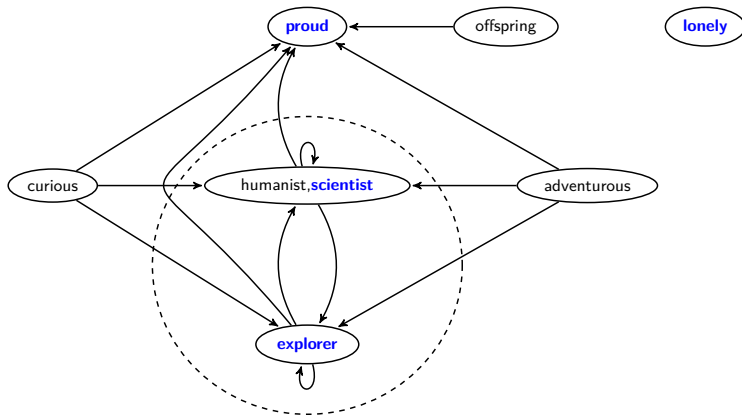 proud offspring lonely
curious humanist,scientist adventurous
explorer